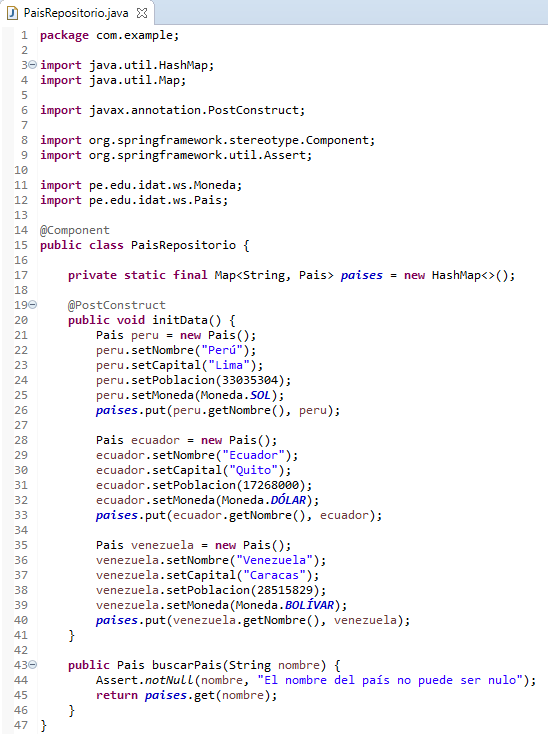 PaisRepositorio.java
1 package com.example;
2
3 import java.util.HashMap;
4 import java.util.Map;
5
6 import javax.annotation.PostConstruct;
7
8 import org.springframework.stereotype.Component;
9 import org.springframework.util.Assert;
10
11 import pe.edu.idat.ws.Moneda;
12 import pe.edu.idat.ws.Pais;
13
14 @Component
15 public class PaisRepositorio {
16
17     private static final Map<String, Pais> paises = new HashMap<>();
18
19     @PostConstruct
20     public void initData() {
21         Pais peru = new Pais();
22         peru.setNombre("Perú");
23         peru.setCapital("Lima");
24         peru.setPoblacion(33035304);
25         peru.setMoneda(Moneda.SOL);
26         paises.put(peru.getNombre(), peru);
27
28         Pais ecuador = new Pais();
29         ecuador.setNombre("Ecuador");
30         ecuador.setCapital("Quito");
31         ecuador.setPoblacion(17268000);
32         ecuador.setMoneda(Moneda.DÓLAR);
33         paises.put(ecuador.getNombre(), ecuador);
34
35         Pais venezuela = new Pais();
36         venezuela.setNombre("Venezuela");
37         venezuela.setCapital("Caracas");
38         venezuela.setPoblacion(28515829);
39         venezuela.setMoneda(Moneda.BOLÍVAR);
40         paises.put(venezuela.getNombre(), venezuela);
41     }
42
43     public Pais buscarPais(String nombre) {
44         Assert.notNull(nombre, "El nombre del país no puede ser nulo");
45         return paises.get(nombre);
46     }
47 }